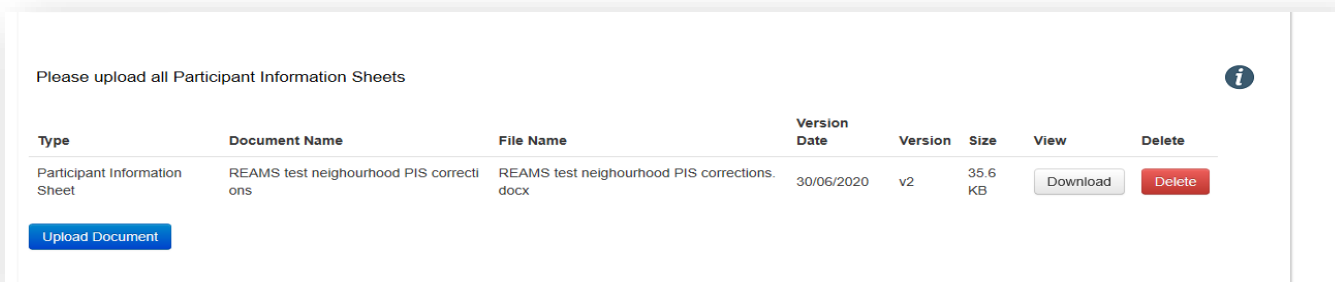 Please upload all Participant Information Sheets
i
Version
Type Document Name File Name Date Version Size View Delete
Participant Information REAMS test neighourhood PIS correcti REAMS test neighourhood PIS corrections. 35.6
Sheet ons docx 30/06/2020 v2 KB Download Delete
Upload Document